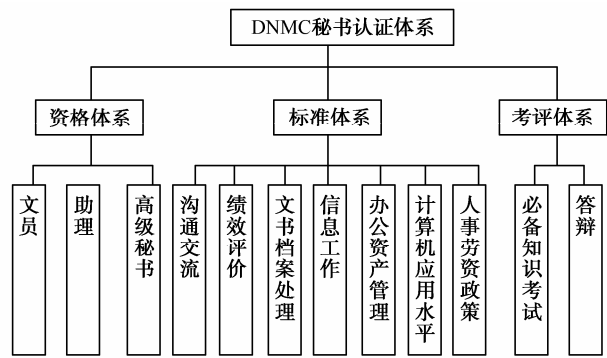 DNMC秘书认证体系
资格体系
标准体系
考评体系
文员
助理
高级秘书
沟通交流
绩效评价
文书档案处理
信息工作
办公资产管理
计算机应用水平
人事劳资政策
必备知识考试
答辩